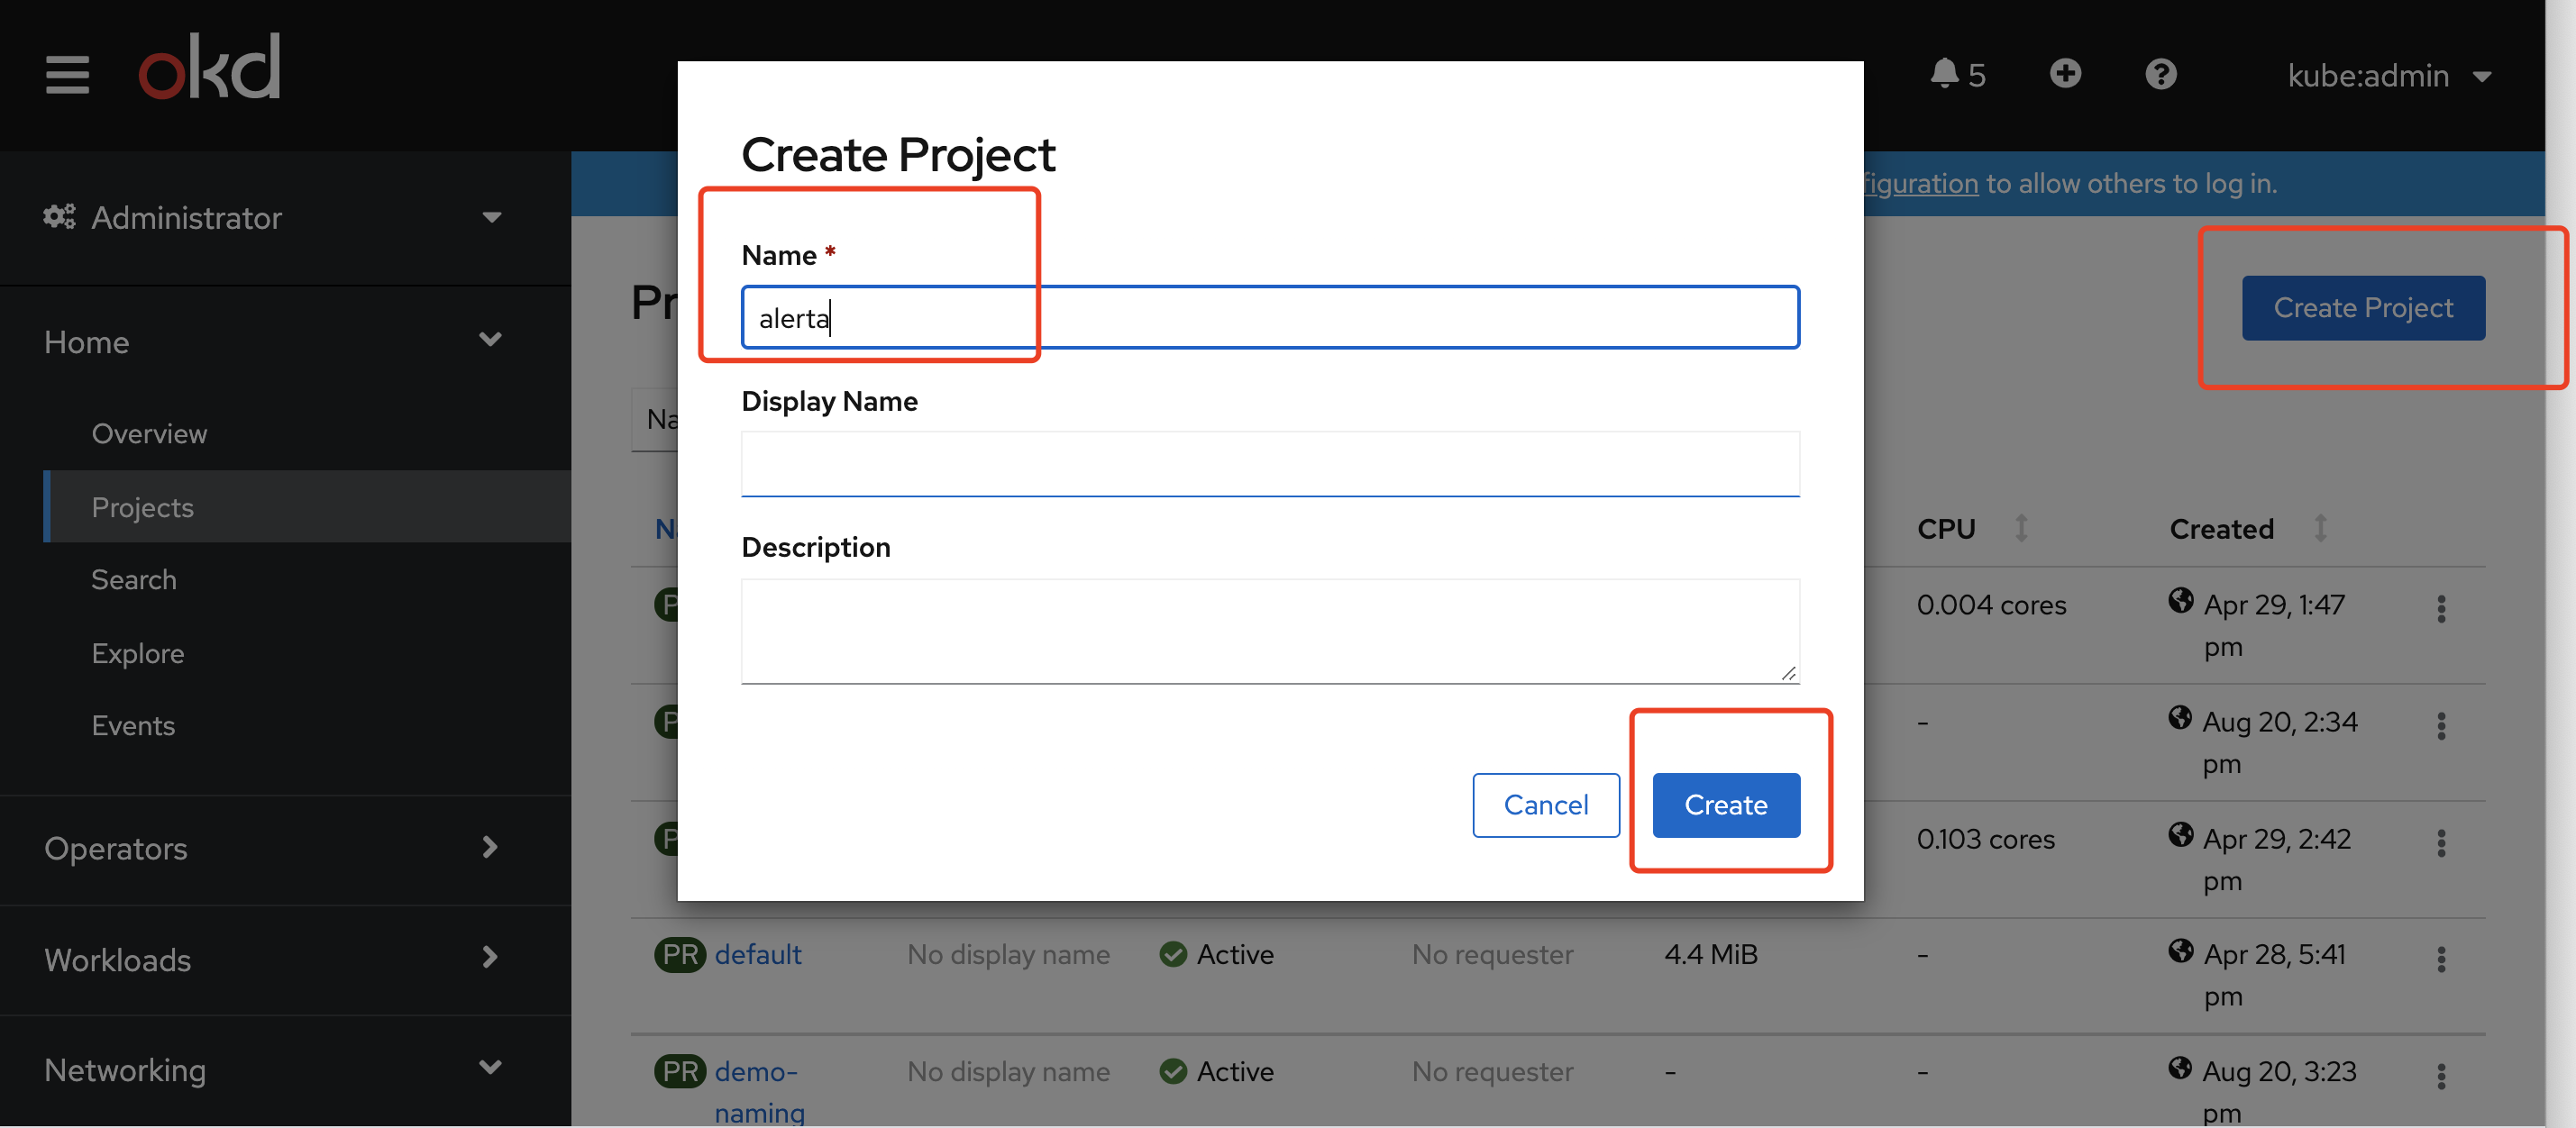 okd
5
kube:admin
Administrator
figuration to allow others to log in.
Home
Overview
Projects
Search
Explore
Events
Operators
Workloads
Networking
Create Project
Create Project
Name *
alerta
Display Name
Description
Cancel
Create
CPU
Created
0.004 cores
Apr 29, 1:47
pm
-
Aug 20, 2:34
pm
0.103 cores
Apr 29, 2:42
pm
PR default
No display name
Active
No requester
4.4 MiB
-
Apr 28, 5:41
pm
PR demo-
naming
No display name
Active
No requester
-
-
Aug 20, 3:23
pm